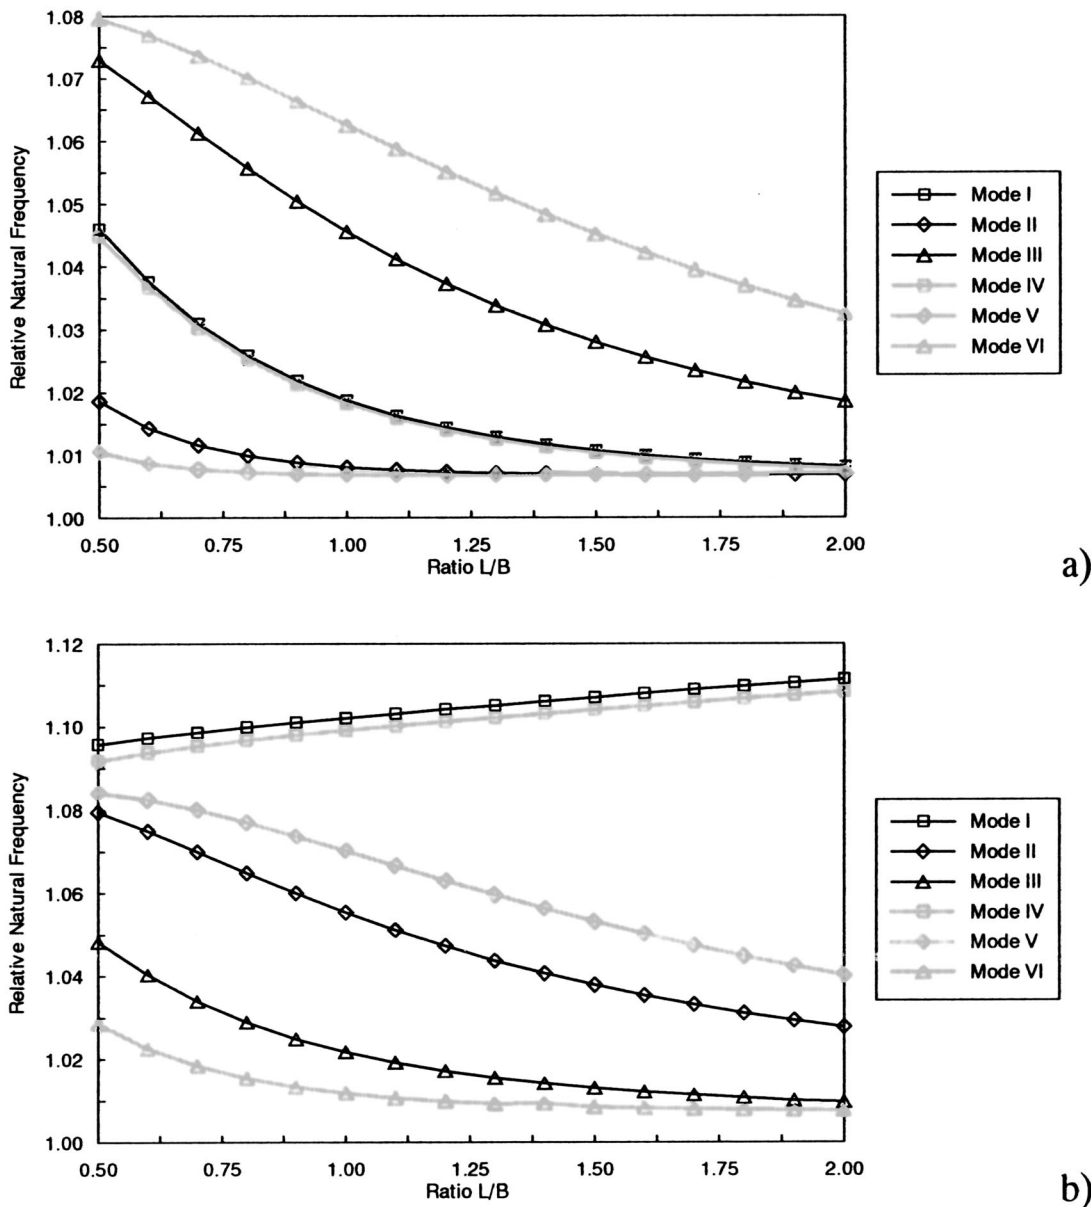 1.08
1.07
1.06
1.05
1.04
1.03
1.02
1.01
1.00
Relative Natural Frequency
0.50 0.75 1.00 1.25 1.50 1.75 2.00
Ratio L/B
Mode I
Mode II
Mode III
Mode IV
Mode V
Mode VI
a)
1.12
1.10
1.08
1.06
1.04
1.02
1.00
Relative Natural Frequency
0.50 0.75 1.00 1.25 1.50 1.75 2.00
Ratio L/B
Mode I
Mode II
Mode III
Mode IV
Mode V
Mode VI
b)